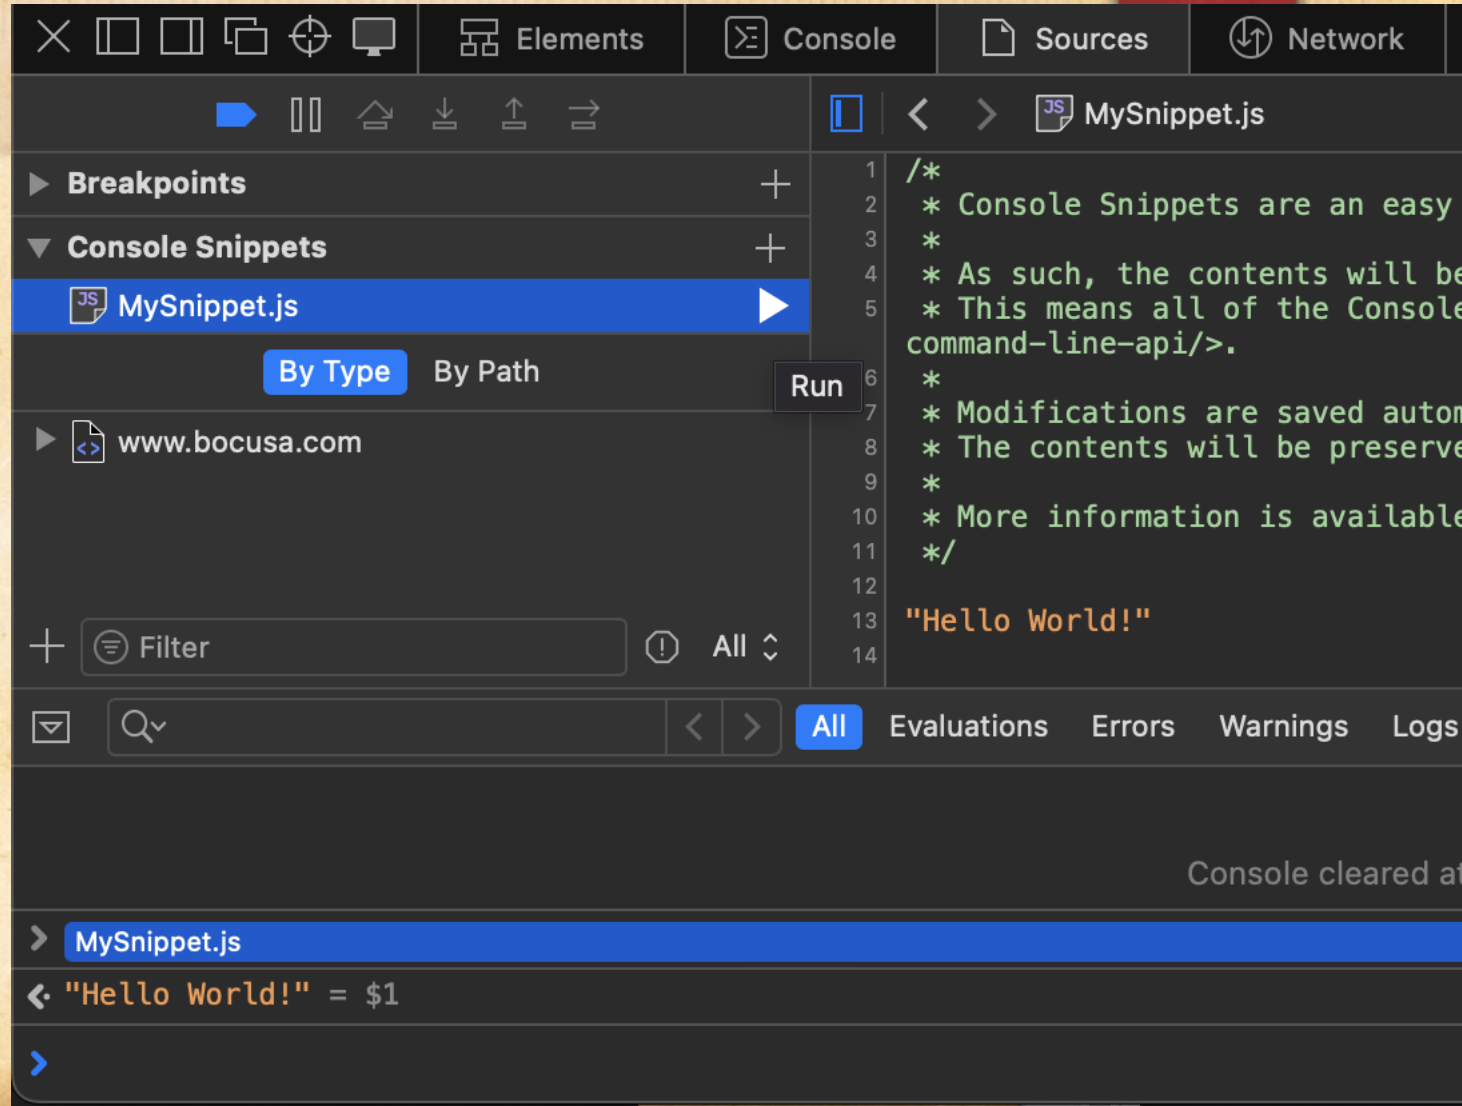 Elements
Console
Sources
Network
MySnippet.js
Breakpoints
Console Snippets
MySnippet.js
By Type
By Path
Run
www.bocusa.com
Filter
All
1 /*
2 * Console Snippets are an easy
3 *
4 * As such, the contents will be
5 * This means all of the Console
command-line-api/>.
6 *
7 * Modifications are saved autom
8 * The contents will be preserve
9 *
10 * More information is available
11 */
12
13 "Hello World!"
14
All Evaluations Errors Warnings Logs
Console cleared at
MySnippet.js
"Hello World!" = $1